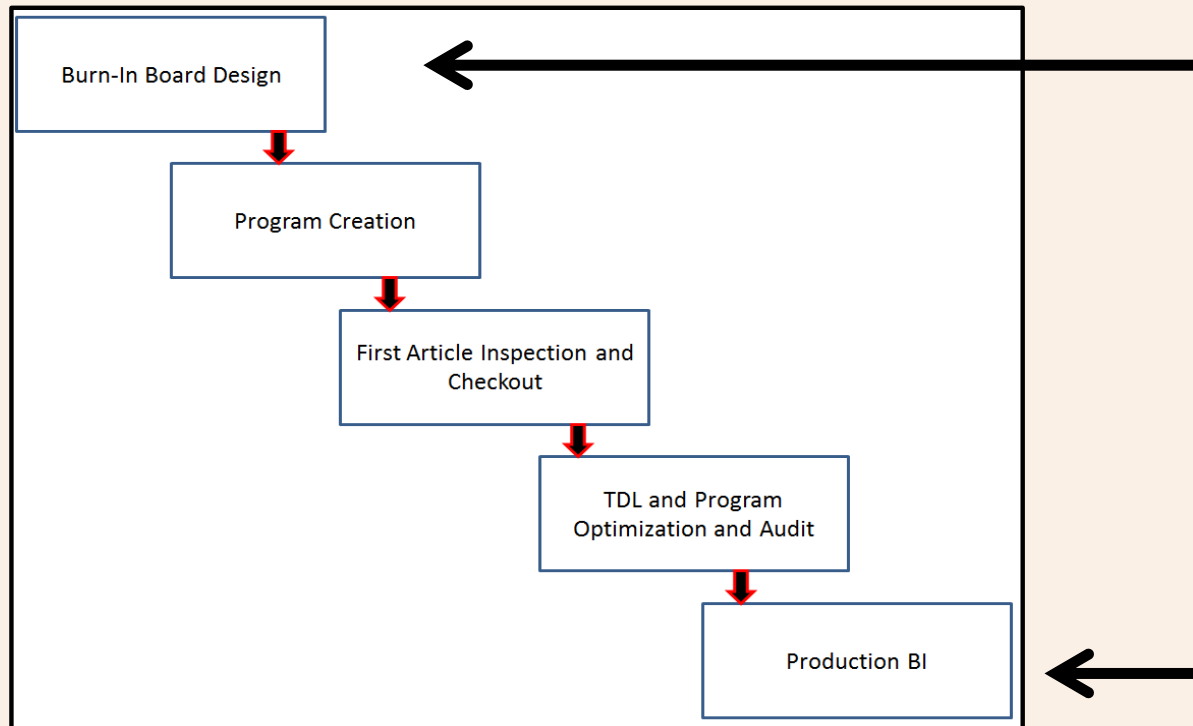 Burn-In Board Design
Program Creation
First Article Inspection and
Checkout
TDL and Program
Optimization and Audit
Production BI